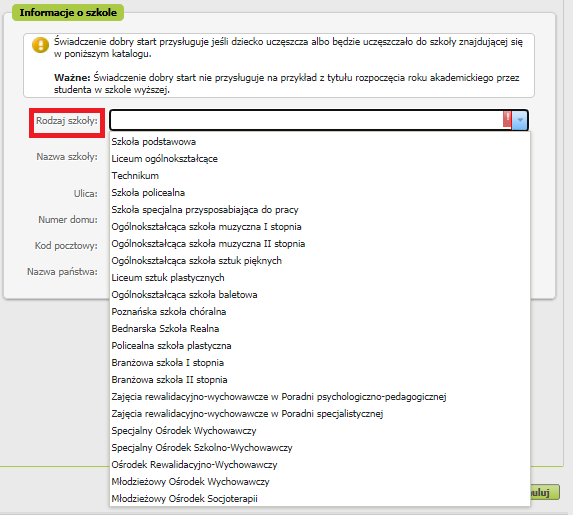 Informacje o szkole
Świadczenie dobry start przysługuje jeśli dziecko uczęszcza albo będzie uczęszczało do szkoły znajdującej się
w poniższym katalogu.
Ważne: Świadczenie dobry start nie przysługuje na przykład z tytułu rozpoczęcia roku akademickiego przez
studenta w szkole wyższej.
Rodzaj szkoły:
Szkoła podstawowa
Nazwa szkoły:
Liceum ogólnokształcące
Technikum
Ulica:
Szkoła policealna
Szkoła specjalna przysposabiająca do pracy
Numer domu:
Ogólnokształcąca szkoła muzyczna I stopnia
Kod pocztowy:
Ogólnokształcąca szkoła muzyczna II stopnia
Ogólnokształcąca szkoła sztuk pięknych
Nazwa państwa:
Liceum sztuk plastycznych
Ogólnokształcąca szkoła baletowa
Poznańska szkoła chóralna
Bednarska Szkoła Realna
Policealna szkoła plastyczna
Branżowa szkoła I stopnia
Branżowa szkoła II stopnia
Zajęcia rewalidacyjno-wychowawcze w Poradni psychologiczno-pedagogicznej
Zajęcia rewalidacyjno-wychowawcze w Poradni specjalistycznej
Specjalny Ośrodek Wychowawczy
Specjalny Ośrodek Szkolno-Wychowawczy
Ośrodek Rewalidacyjno-Wychowawczy
Młodzieżowy Ośrodek Wychowawczy
Młodzieżowy Ośrodek Socjoterapii